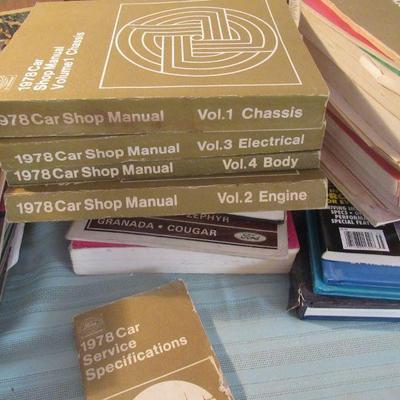 1978 Car
Shop Manual
Volume 1 Chassis
1978 Car Shop Manual Vol.1 Chassis
1978 Car Shop Manual Vol.3 Electrical
1978 Car Shop Manual Vol.4 Body
1978 Car Shop Manual Vol.2 Engine
ZEPHYR
GRANADA • COUGAR
Ford
1978 Car
Service
Specifications